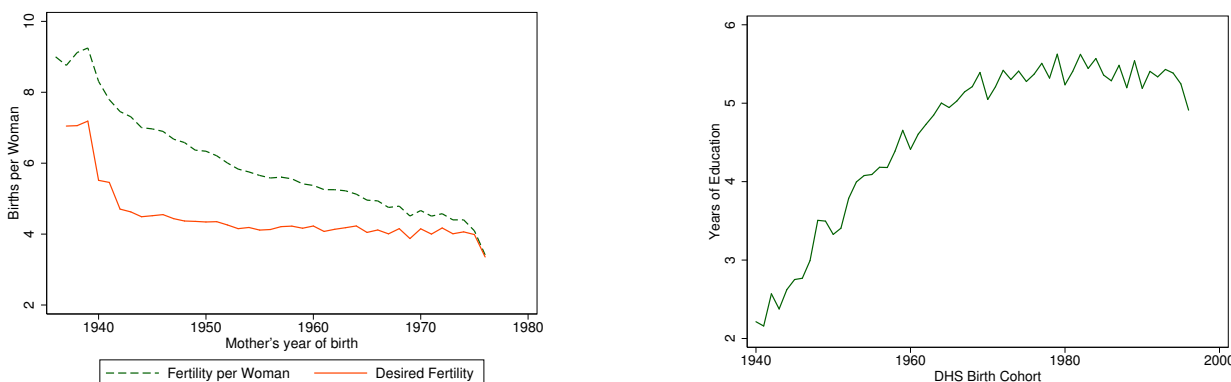 Births per Woman
10
8
6
4
2
1940 1950 1960 1970 1980
Mother's year of birth
Fertility per Woman Desired Fertility
Years of Education
6
5
4
3
2
1940 1960 1980 2000
DHS Birth Cohort